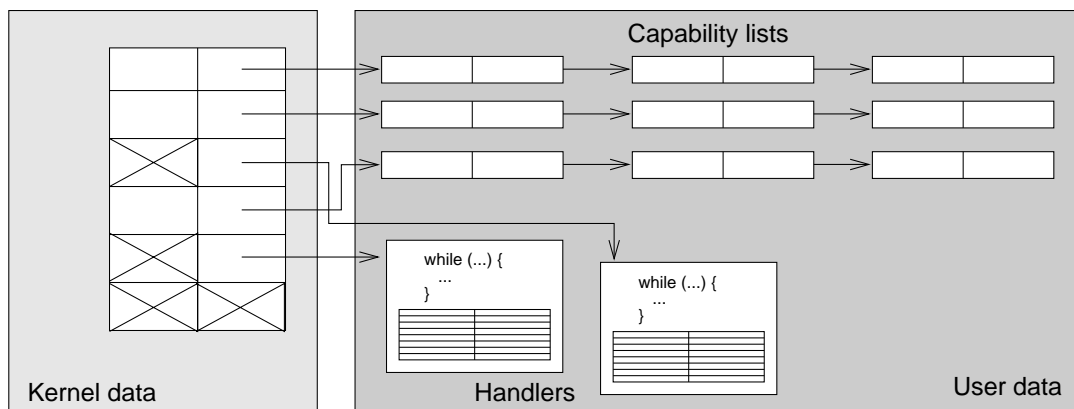 Capability lists
while (...) {
...
}
while (...) {
...
}
Kernel data
Handlers
User data